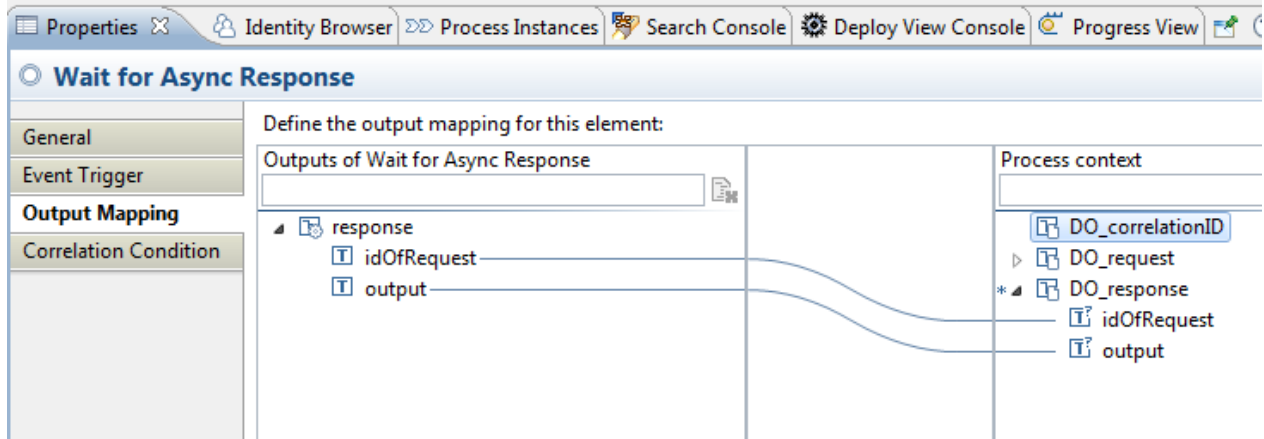 Properties Identity Browser Process Instances Search Console Deploy View Console Progress View
Wait for Async Response
General
Event Trigger
Output Mapping
Correlation Condition
Define the output mapping for this element:
Outputs of Wait for Async Response
response
idOfRequest
output
Process context
DO_correlationID
DO_request
* DO_response
idOfRequest
output